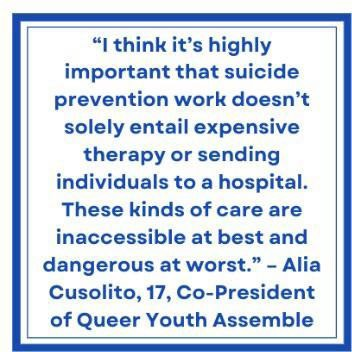 “I think it’s highly
important that suicide
prevention work doesn’t
solely entail expensive
therapy or sending
individuals to a hospital.
These kinds of care are
inaccessible at best and
dangerous at worst.” – Alia
Cusolito, 17, Co-President
of Queer Youth Assemble